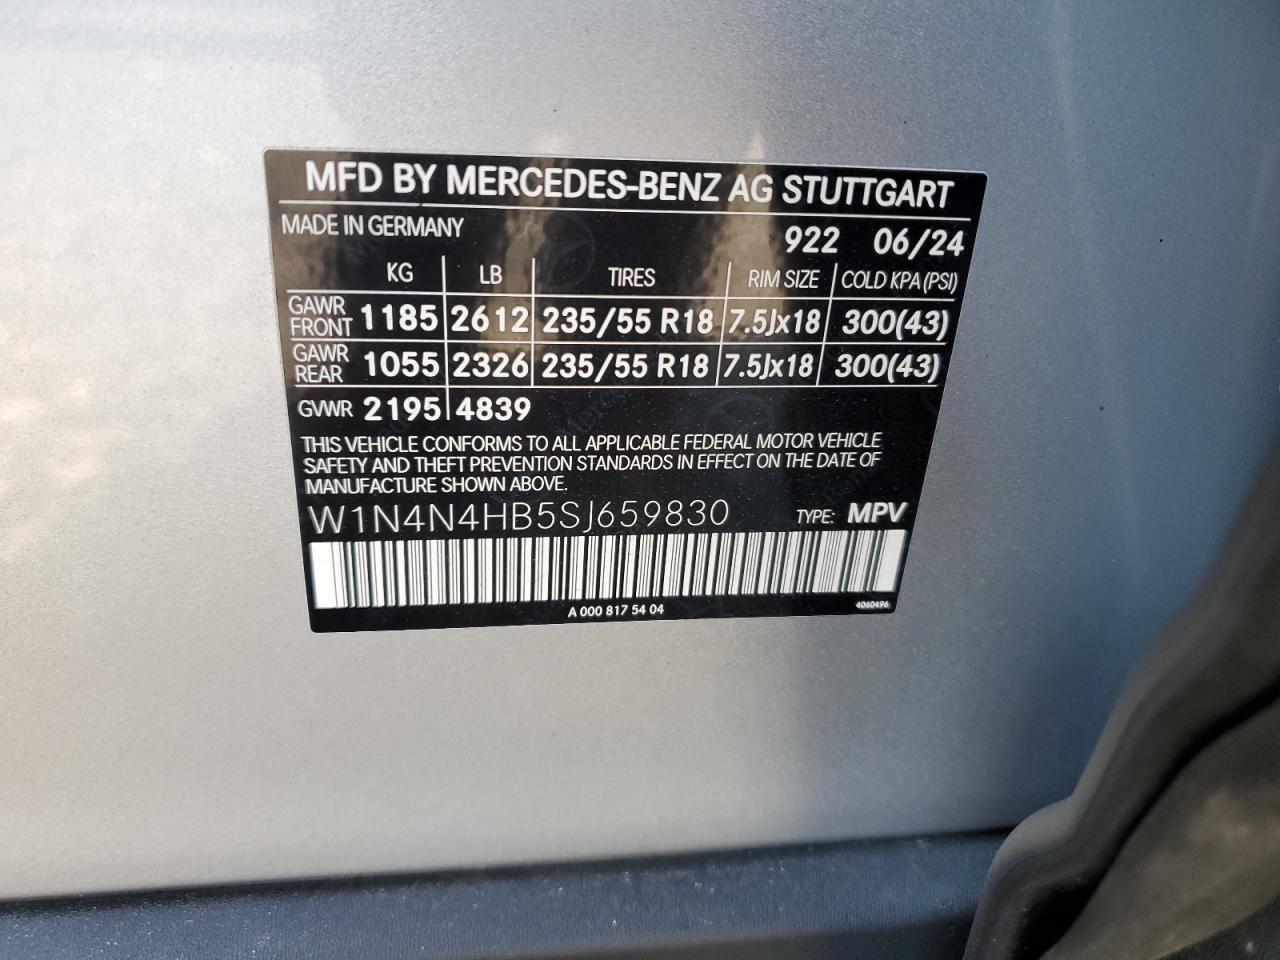 MFD BY MERCEDES-BENZ AG STUTTGART
MADE IN GERMANY
922 06/24
KG LB TIRES RIM SIZE COLD KPA(PSI)
GAWR FRONT 1185 2612 235/55 R18 7.5Jx18 300(43)
GAWR REAR 1055 2326 235/55 R18 7.5Jx18 300(43)
GVWR 2195 4839
THIS VEHICLE CONFORMS TO ALL APPLICABLE FEDERAL MOTOR VEHICLE
SAFETY AND THEFT PREVENTION STANDARDS IN EFFECT ON THE DATE OF
MANUFACTURE SHOWN ABOVE.
W1N4N4HB5SJ659830 TYPE: MPV
A 000 817 54 04 4060496